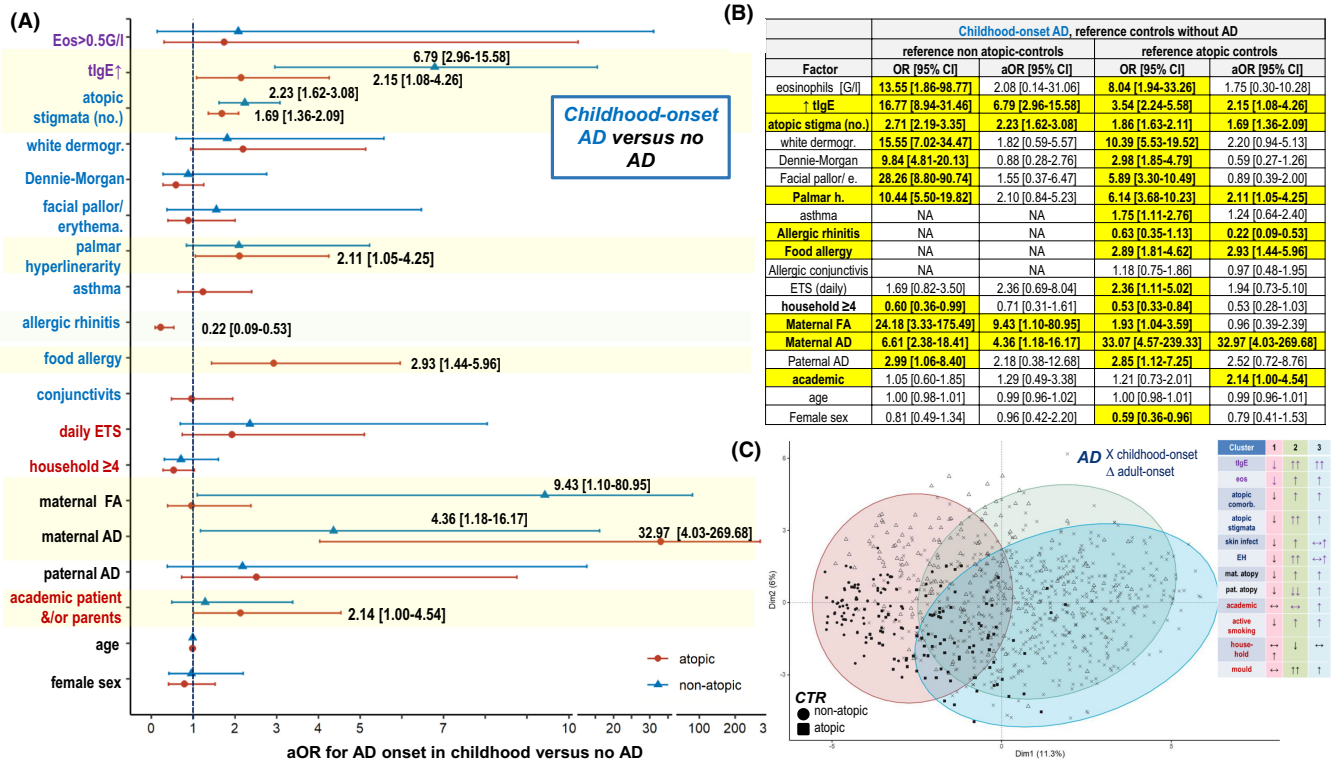 (A)
Eos>0.5G/l
tIgE↑
atopic
stigmata (no.)
white dermogr.
Dennie-Morgan
facial pallor/
erythema.
palmar
hyperlinerarity
asthma
allergic rhinitis
food allergy
conjunctivits
daily ETS
household ≥4
maternal FA
maternal AD
paternal AD
academic patient
&/or parents
age
female sex
6.79 [2.96-15.58]
2.15 [1.08-4.26]
2.23 [1.62-3.08]
1.69 [1.36-2.09]
2.11 [1.05-4.25]
0.22 [0.09-0.53]
2.93 [1.44-5.96]
9.43 [1.10-80.95]
4.36 [1.18-16.17]
32.97 [4.03-269.68]
2.14 [1.00-4.54]
Childhood-onset
AD versus no
AD
atopic
non-atopic
0 1 2 3 4 6 10 20 30 40 100 200 3
aOR for AD onset in childhood versus no AD
(B)
Childhood-onset AD, reference controls without AD
reference non atopic-controls reference atopic controls
Factor OR [95% CI] aOR [95% CI] OR [95% CI] aOR [95% CI]
eosinophils [G/l] 13.55 [1.86-98.77] 2.08 [0.14-31.06] 8.04 [1.94-33.26] 1.75 [0.30-10.28]
↑ tIgE 16.77 [8.94-31.46] 6.79 [2.96-15.58] 3.54 [2.24-5.58] 2.15 [1.08-4.26]
atopic stigma (no.) 2.71 [2.19-3.35] 2.23 [1.62-3.08] 1.86 [1.63-2.11] 1.69 [1.36-2.09]
white dermogr. 15.55 [7.02-34.47] 1.82 [0.59-5.57] 10.39 [5.53-19.52] 2.20 [0.94-5.13]
Dennie-Morgan 9.84 [4.81-20.13] 0.88 [0.28-2.76] 2.98 [1.85-4.79] 0.59 [0.27-1.26]
Facial pallor/ e. 28.26 [8.80-90.74] 1.55 [0.37-6.47] 5.89 [3.30-10.49] 0.89 [0.39-2.00]
Palmar h. 10.44 [5.50-19.82] 2.10 [0.84-5.23] 6.14 [3.68-10.23] 2.11 [1.05-4.25]
asthma NA NA 1.75 [1.11-2.76] 1.24 [0.64-2.40]
Allergic rhinitis NA NA 0.63 [0.35-1.13] 0.22 [0.09-0.53]
Food allergy NA NA 2.89 [1.81-4.62] 2.93 [1.44-5.96]
Allergic conjunctivis NA NA 1.18 [0.75-1.86] 0.97 [0.48-1.95]
ETS (daily) 1.69 [0.82-3.50] 2.36 [0.69-8.04] 2.36 [1.11-5.02] 1.94 [0.73-5.10]
household ≥4 0.60 [0.36-0.99] 0.71 [0.31-1.61] 0.53 [0.33-0.84] 0.53 [0.28-1.03]
Maternal FA 24.18 [3.33-175.49] 9.43 [1.10-80.95] 1.93 [1.04-3.59] 0.96 [0.39-2.39]
Maternal AD 6.61 [2.38-18.41] 4.36 [1.18-16.17] 33.07 [4.57-239.33] 32.97 [4.03-269.68]
Paternal AD 2.99 [1.06-8.40] 2.18 [0.38-12.68] 2.85 [1.12-7.25] 2.52 [0.72-8.76]
academic 1.05 [0.60-1.85] 1.29 [0.49-3.38] 1.21 [0.73-2.01] 2.14 [1.00-4.54]
age 1.00 [0.98-1.01] 0.99 [0.96-1.02] 1.00 [0.98-1.01] 0.99 [0.96-1.01]
Female sex 0.81 [0.49-1.34] 0.96 [0.42-2.20] 0.59 [0.36-0.96] 0.79 [0.41-1.53]
(C)
AD X childhood-onset
Δ adult-onset
Dim2 (6%)
6
3
0
-3
CTR
non-atopic
atopic
-5 0 5
Dim1 (11.3%)
Cluster 1 2 3
tIgE ↓ ↑↑ ↑↑
eos ↓ ↑ ↑
atopic
comorb. ↓ ↑ ↑
atopic
stigmata ↓ ↑↑ ↑
skin infect ↓ ↑ ↔↑
EH ↓ ↑↑ ↔↑
mat. atopy ↓ ↑ ↑
pat. atopy ↓ ↓↓ ↑
academic ↔ ↔ ↑
active
smoking ↓ ↑ ↑
house- ↔ ↓ ↔
hold ↑
mould ↔ ↑↑ ↑